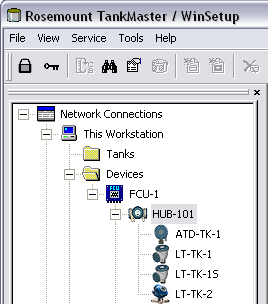 Rosemount TankMaster / WinSetup
File View Service Tools Help
Network Connections
This Workstation
Tanks
Devices
FCU-1
HUB-101
ATD-TK-1
LT-TK-1
LT-TK-1S
LT-TK-2